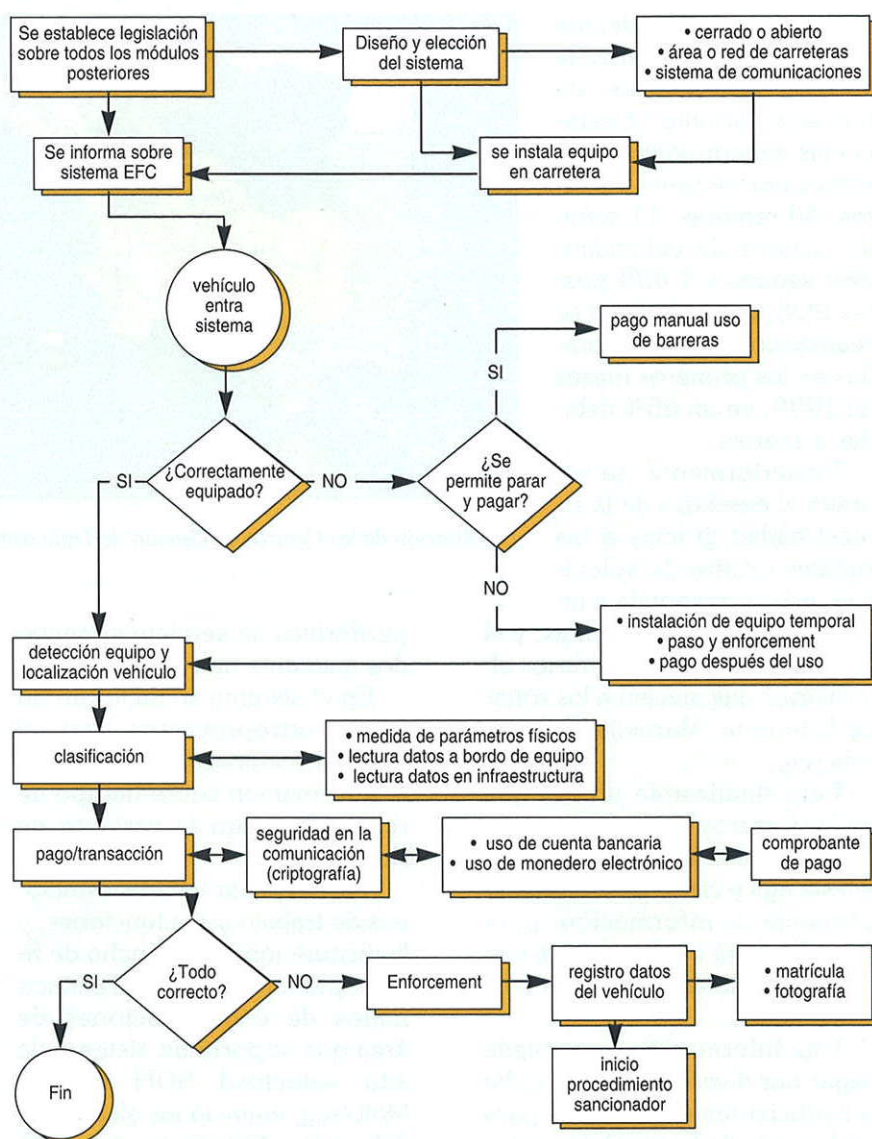 Se establece legislación
sobre todos los módulos
posteriores
Diseño y elección
del sistema
• cerrado o abierto
• área o red de carreteras
• sistema de comunicaciones
Se informa sobre
sistema EFC
se instala equipo
en carretera
vehículo
entra
sistema
pago manual uso
de barreras
SI
¿Correctamente
equipado?
SI
NO
¿Se
permite parar
y pagar?
NO
• instalación de equipo temporal
• paso y enforcement
• pago después del uso
detección equipo y
localización vehículo
clasificación
• medida de parámetros físicos
• lectura datos a bordo de equipo
• lectura datos en infraestructura
pago/transacción
seguridad en la
comunicación
(criptografía)
• uso de cuenta bancaria
• uso de monedero electrónico
comprobante
de pago
SI
¿Todo
correcto?
NO
Enforcement
registro datos
del vehículo
• matrícula
• fotografía
Fin
inicio
procedimiento
sancionador